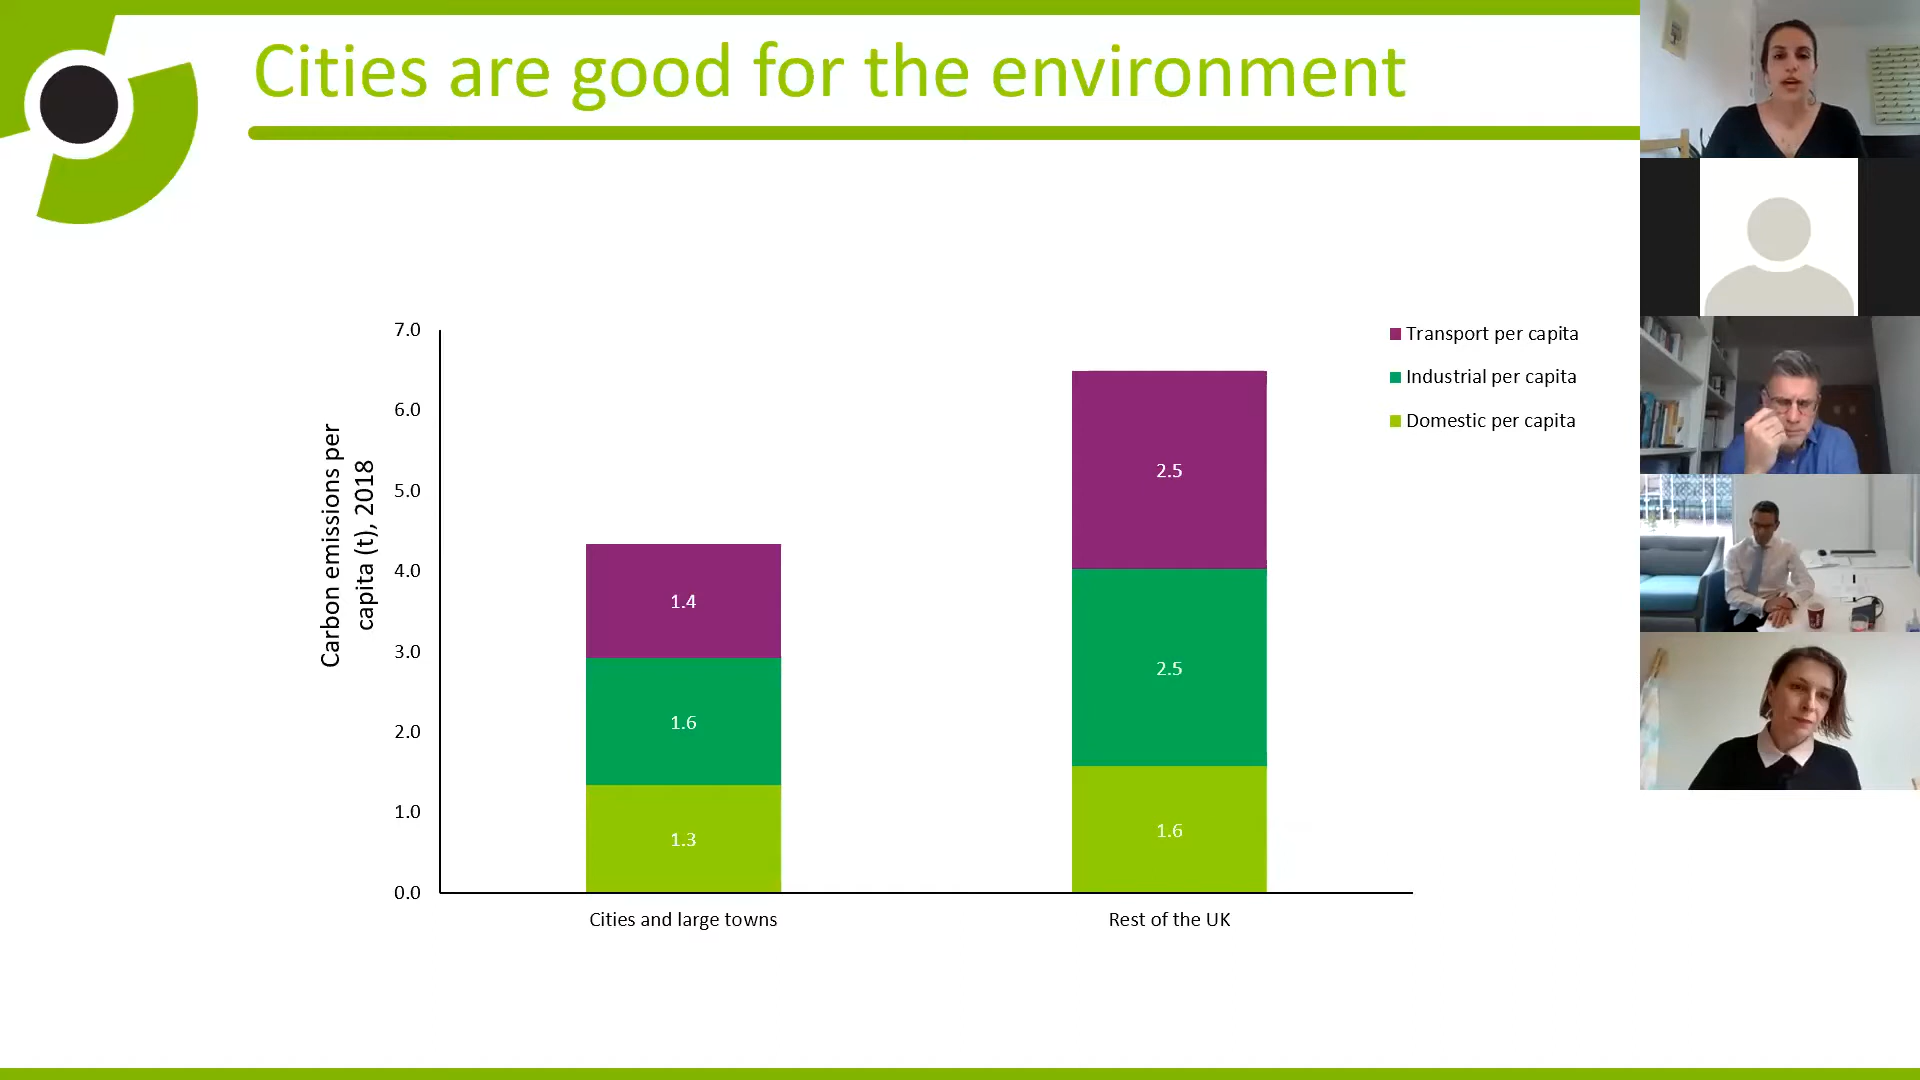 Cities are good for the environment
Carbon emissions per
capita (t), 2018
7.0
6.0
5.0
4.0
3.0
2.0
1.0
0.0
1.4
1.6
1.3
2.5
2.5
1.6
Cities and large towns
Rest of the UK
Transport per capita
Industrial per capita
Domestic per capita